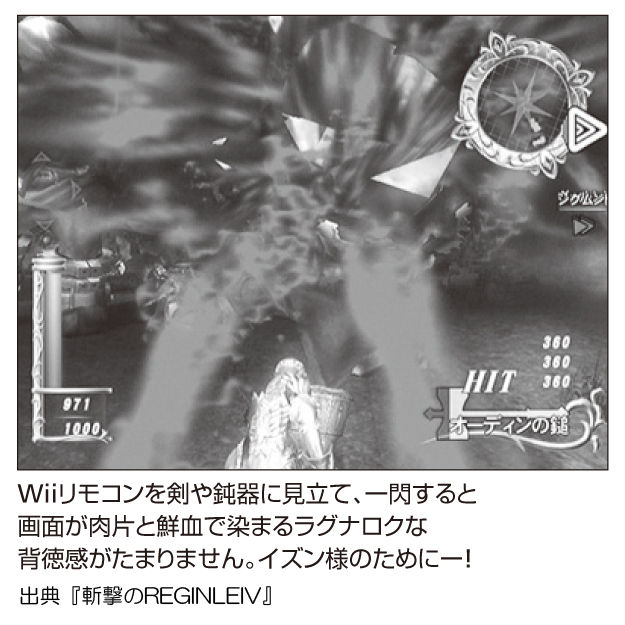 ジグムント
971
1000
360
360
360
HIT
オーディンの鎚
1
Wiiリモコンを剣や鈍器に見立て、一閃すると
画面が肉片と鮮血で染まるラグナロクな
背徳感がたまりません。イズン様のためにー！
出典『斬撃のREGINLEIV』